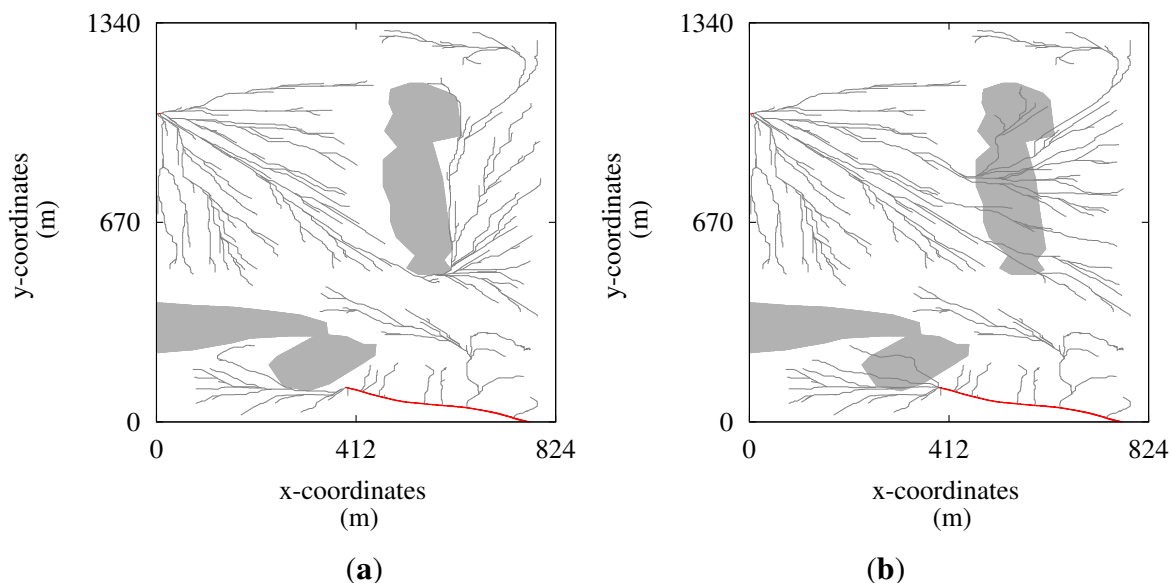 1340
670
0
y-coordinates
(m)
0 412 824
x-coordinates
(m)
(a)
1340
670
0
y-coordinates
(m)
0 412 824
x-coordinates
(m)
(b)